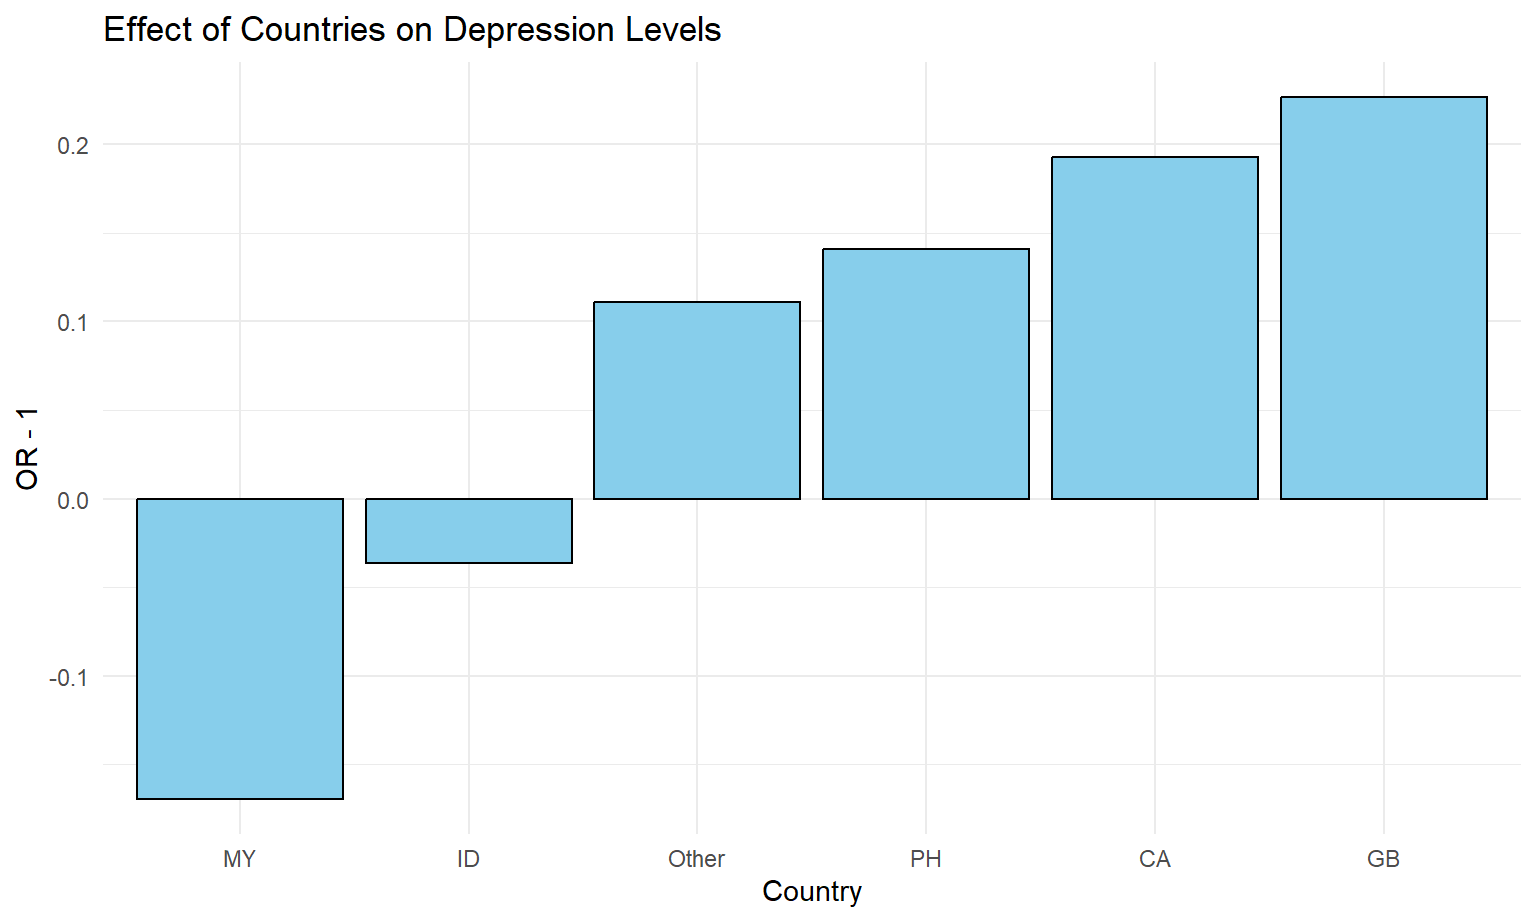 Effect of Countries on Depression Levels
OR - 1
0.2
0.1
0.0
-0.1
MY ID Other PH CA GB
Country